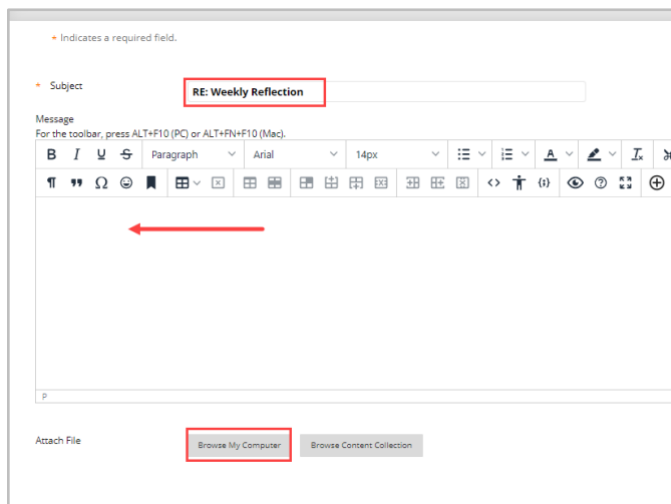 * Indicates a required field.
* Subject
RE: Weekly Reflection
Message
For the toolbar, press ALT+F10 (PC) or ALT+FN+F10 (Mac).
B I U S Paragraph Arial 14px A
P
Attach File Browse My Computer Browse Content Collection